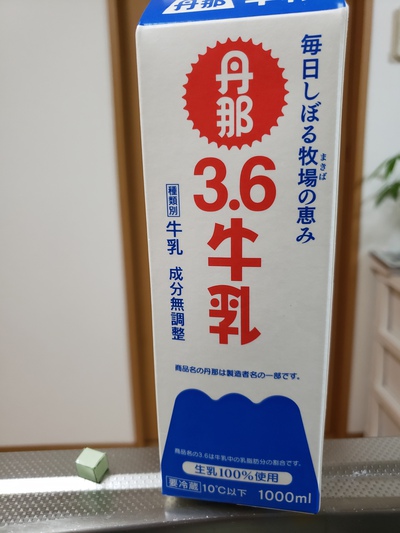 丹那
毎日しぼる牧場の恵み
まきば
丹那
3.6
牛乳
種類別 牛乳 成分無調整
商品名の丹那は製造者名の一部です。
商品名の3.6は牛乳中の乳脂肪分の割合です。
生乳100%使用
要冷蔵 10℃以下 1000ml